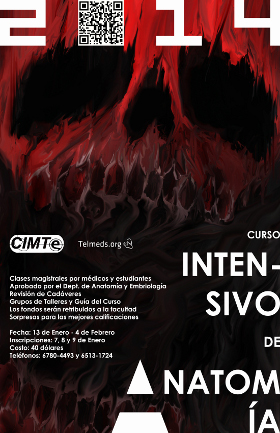 2 14
CURSO
INTEN-
SIVO
DE
ANATOM
ÍA
CIMTe
Telmeds.org
Clases magistrales por médicos y estudiantes
Aprobado por el Dept. de Anatomía y Embriología
Revisión de Cadáveres
Grupos de Talleres y Guía del Curso
Los fondos serán retribuidos a la facultad
Sorpresas para las mejores calificaciones
Fecha: 13 de Enero - 4 de Febrero
Inscripciones: 7, 8 y 9 de Enero
Costo: 40 dólares
Teléfonos: 6780-4493 y 6513-1724